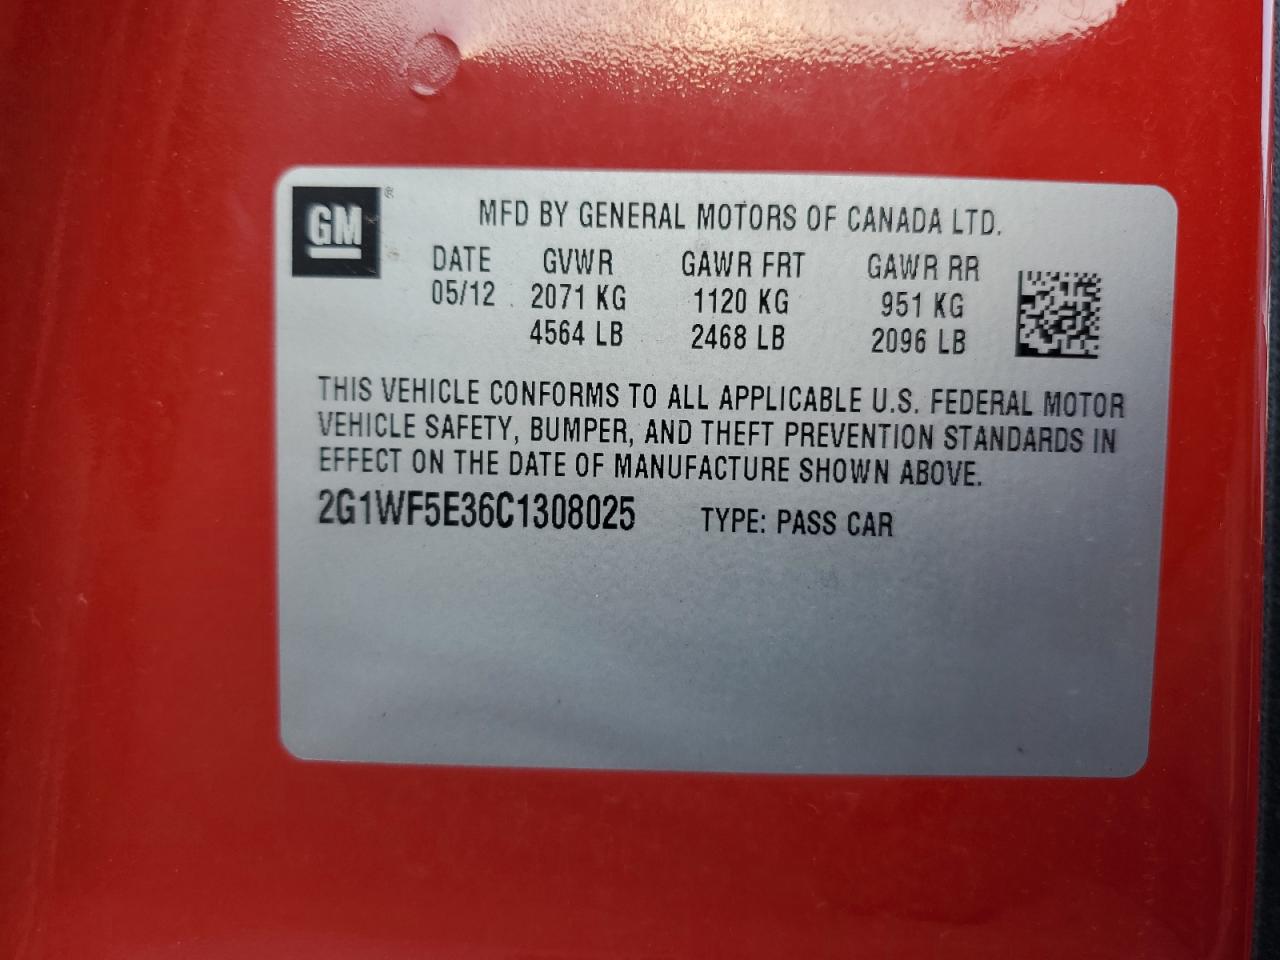 GM ®
MFD BY GENERAL MOTORS OF CANADA LTD.
DATE GVWR GAWR FRT GAWR RR
05/12 2071 KG 1120 KG 951 KG
4564 LB 2468 LB 2096 LB
THIS VEHICLE CONFORMS TO ALL APPLICABLE U.S. FEDERAL MOTOR
VEHICLE SAFETY, BUMPER, AND THEFT PREVENTION STANDARDS IN
EFFECT ON THE DATE OF MANUFACTURE SHOWN ABOVE.
2G1WF5E36C1308025 TYPE: PASS CAR